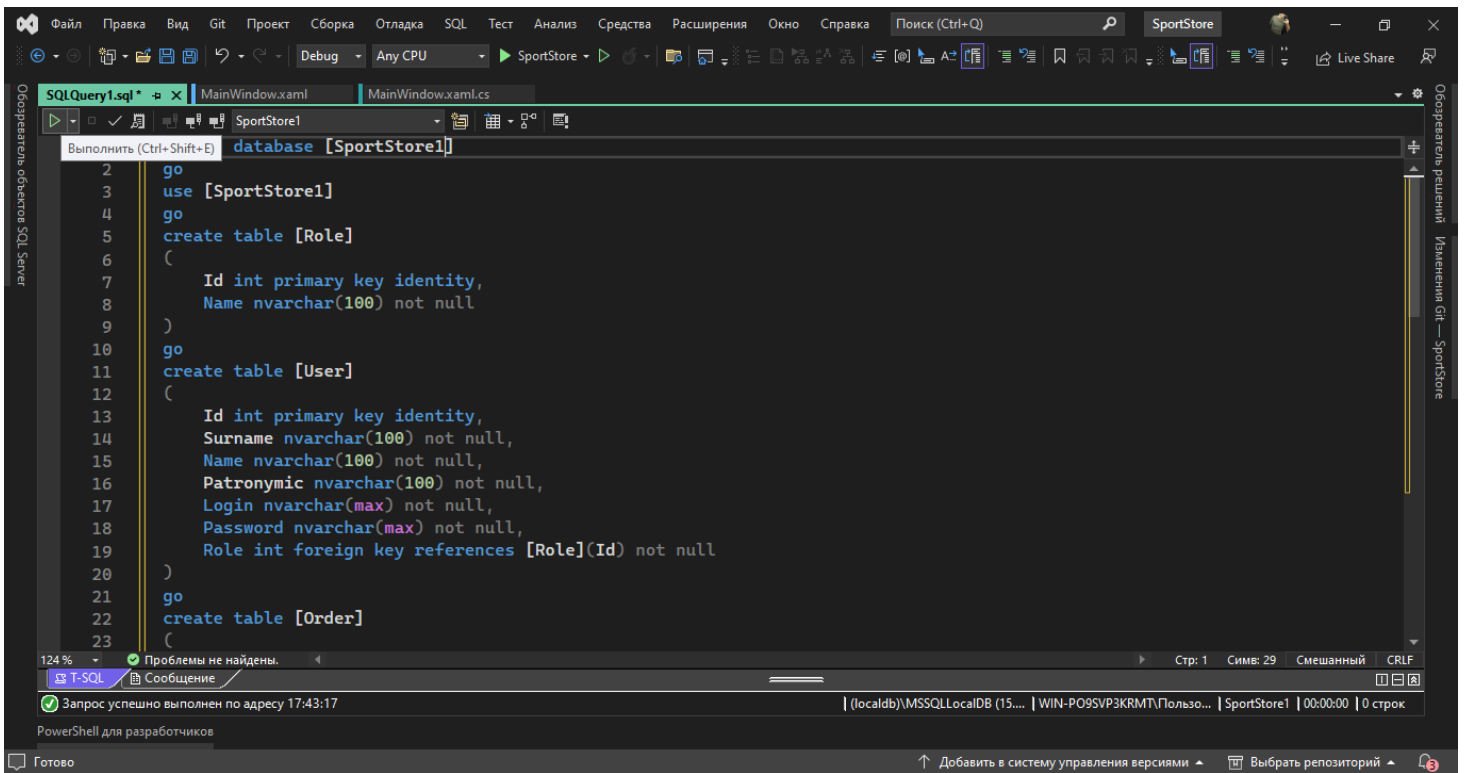 Файл Правка Вид Git Проект Сборка Отладка SQL Тест Анализ Средства Расширения Окно Справка Поиск (Ctrl+Q) SportStore
Debug Any CPU SportStore Live Share
SQLQuery1.sql* MainWindow.xaml MainWindow.xaml.cs
SportStore1
Выполнить (Ctrl+Shift+E) database [SportStore1]
2 go
3 use [SportStore1]
4 go
5 create table [Role]
6 (
7 Id int primary key identity,
8 Name nvarchar(100) not null
9 )
10 go
11 create table [User]
12 (
13 Id int primary key identity,
14 Surname nvarchar(100) not null,
15 Name nvarchar(100) not null,
16 Patronymic nvarchar(100) not null,
17 Login nvarchar(max) not null,
18 Password nvarchar(max) not null,
19 Role int foreign key references [Role](Id) not null
20 )
21 go
22 create table [Order]
23 (
124 % Проблемы не найдены. Стр: 1 Симв: 29 Смешанный CRLF
T-SQL Сообщение
Запрос успешно выполнен по адресу 17:43:17 (localdb)\MSSQLLocalDB (15.... WIN-PO9SVP3KRMT\Пользо... SportStore1 00:00:00 0 строк
PowerShell для разработчиков
Готово Добавить в систему управления версиями Выбрать репозиторий 3
Обозреватель объектов SQL Server
Обозреватель решений
Изменения Git — SportStore